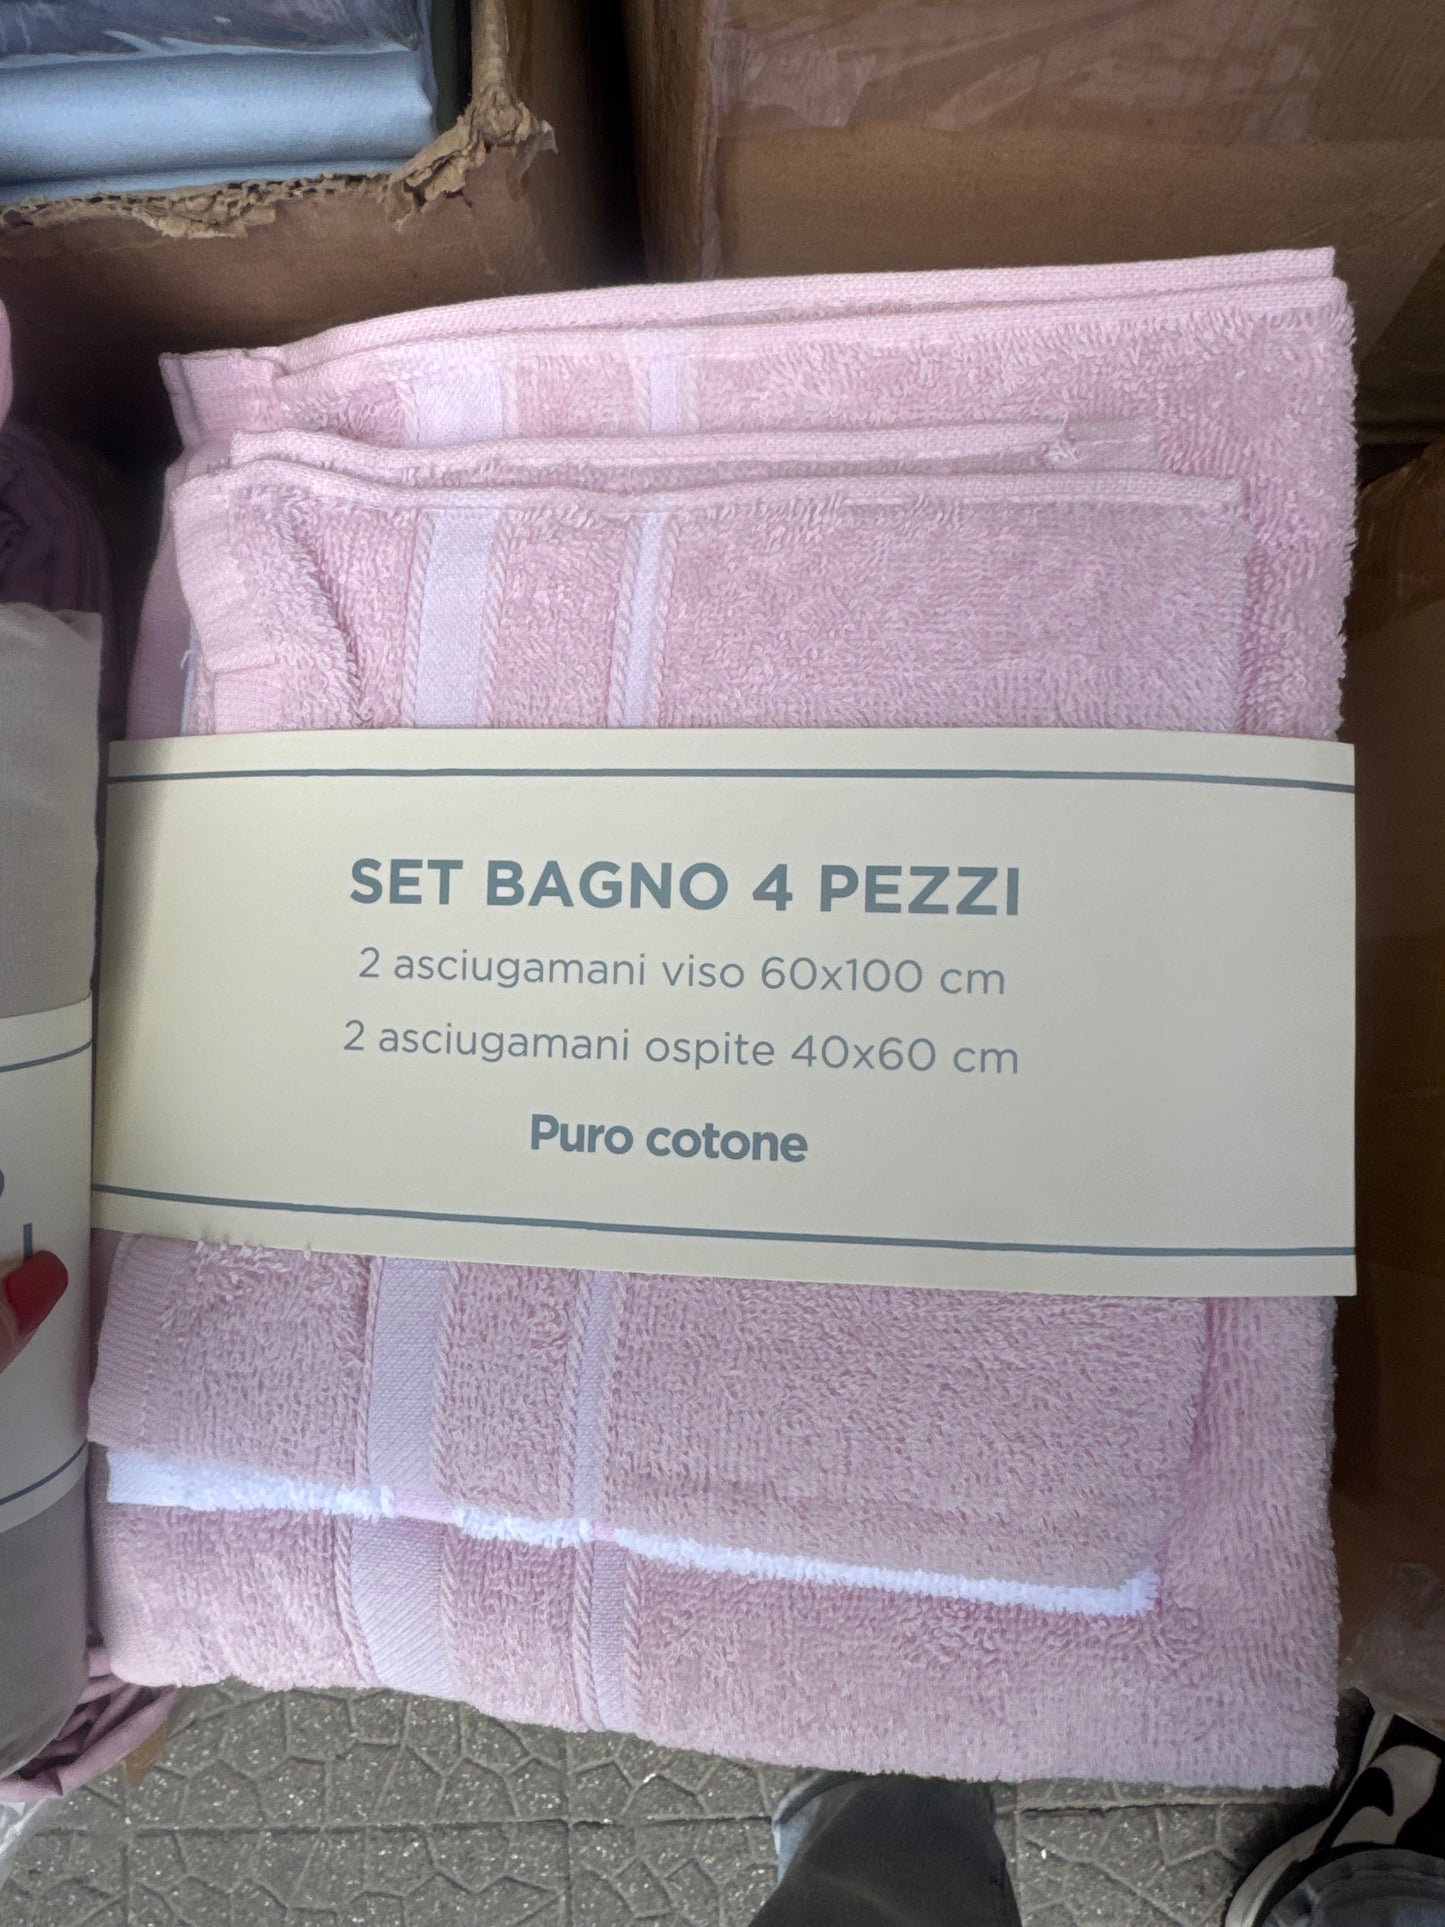 SET BAGNO 4 PEZZI
2 asciugamani viso 60x100 cm
2 asciugamani ospite 40x60 cm
Puro cotone